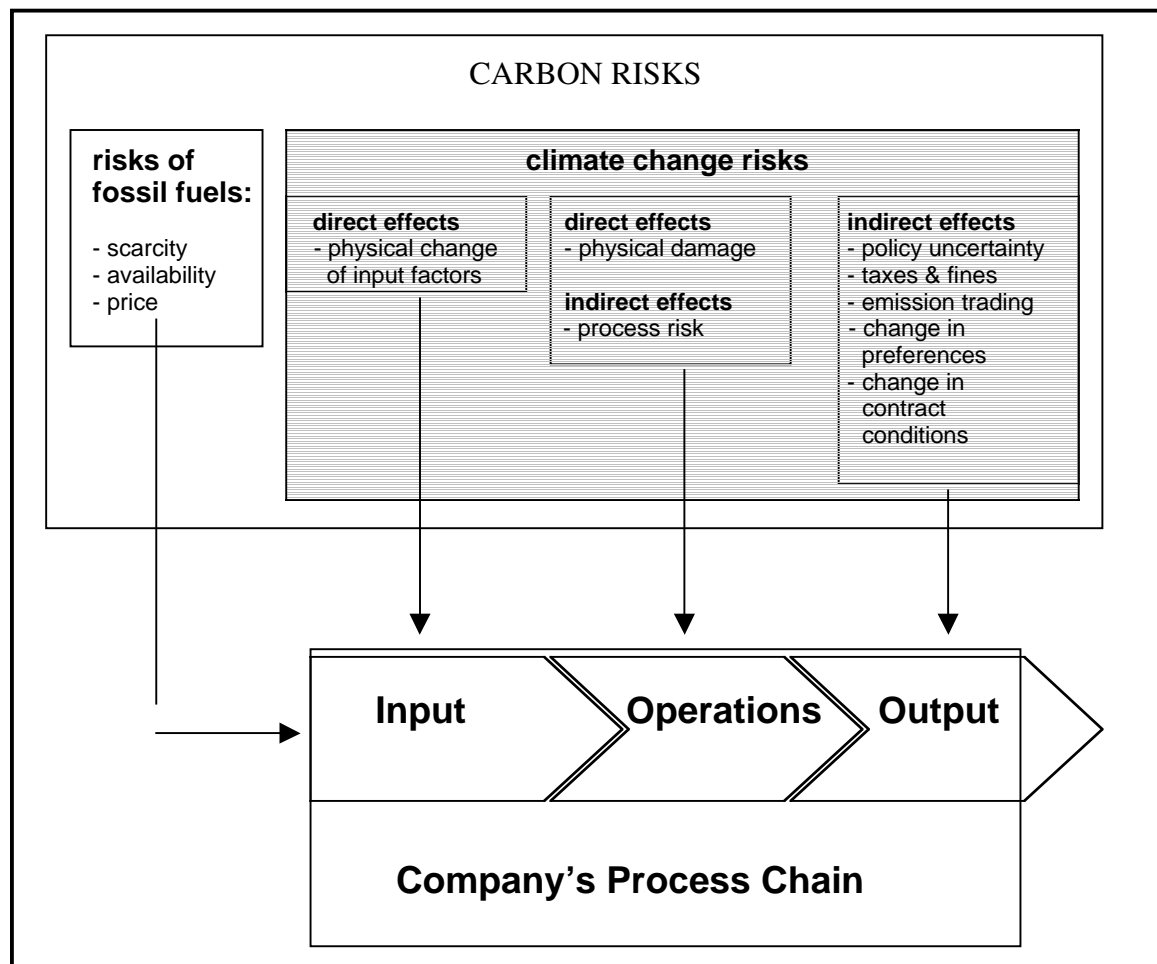 CARBON RISKS
risks of
fossil fuels:
- scarcity
- availability
- price
climate change risks
direct effects
- physical change
of input factors
direct effects
- physical damage
indirect effects
- process risk
indirect effects
- policy uncertainty
- taxes & fines
- emission trading
- change in
preferences
- change in
contract
conditions
Input
Operations
Output
Company’s Process Chain